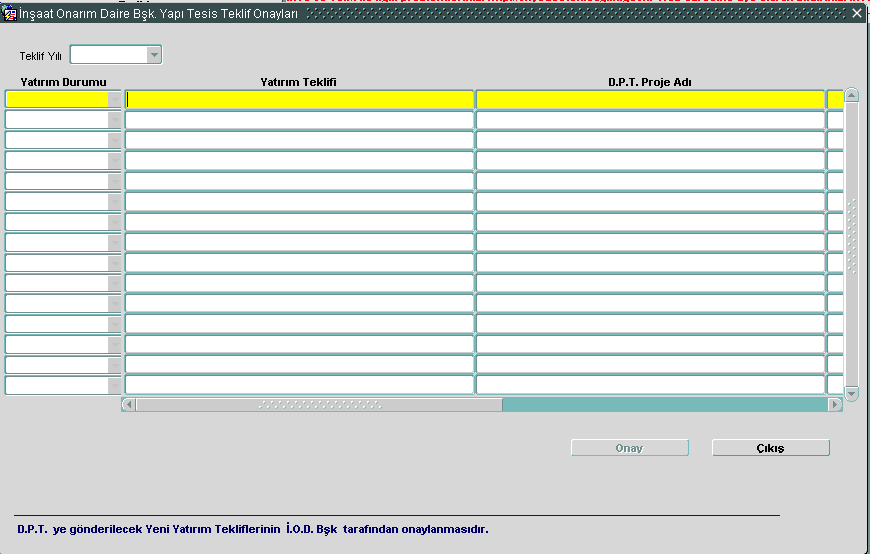 İnşaat Onarım Daire Bşk. Yapı Tesis Teklif Onayları
Teklif Yılı
Yatırım Durumu Yatırım Teklifi D.P.T. Proje Adı
Onay Çıkış
D.P.T. ye gönderilecek Yeni Yatırım Tekliflerinin İ.O.D. Bşk tarafından onaylanmasıdır.